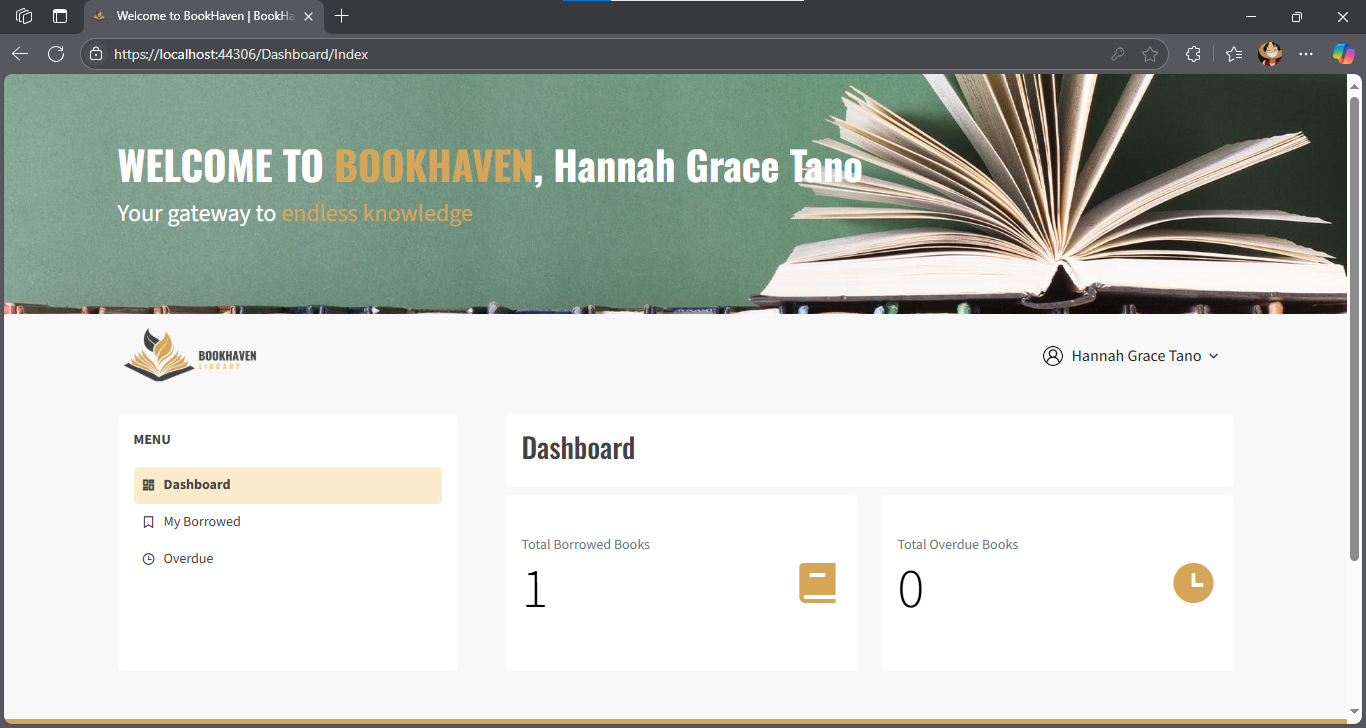 Welcome to BookHaven | BookHa
https://localhost:44306/Dashboard/Index
WELCOME TO BOOKHAVEN, Hannah Grace Tano
Your gateway to endless knowledge
BOOKHAVEN
LIBRARY
Hannah Grace Tano
MENU
Dashboard
My Borrowed
Overdue
Dashboard
Total Borrowed Books
1
Total Overdue Books
0